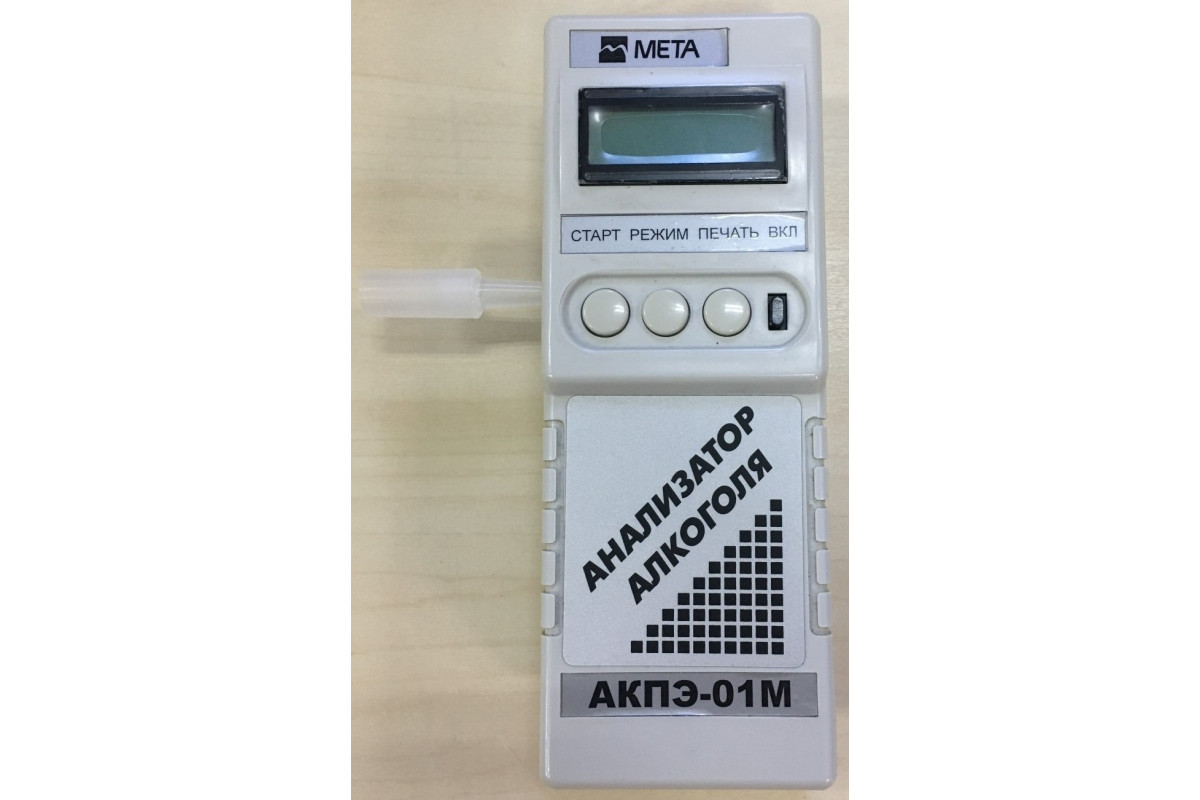 МЕТА
СТАРТ РЕЖИМ ПЕЧАТЬ ВКЛ
АНАЛИЗАТОР
АЛКОГОЛЯ
АКПЭ-01М